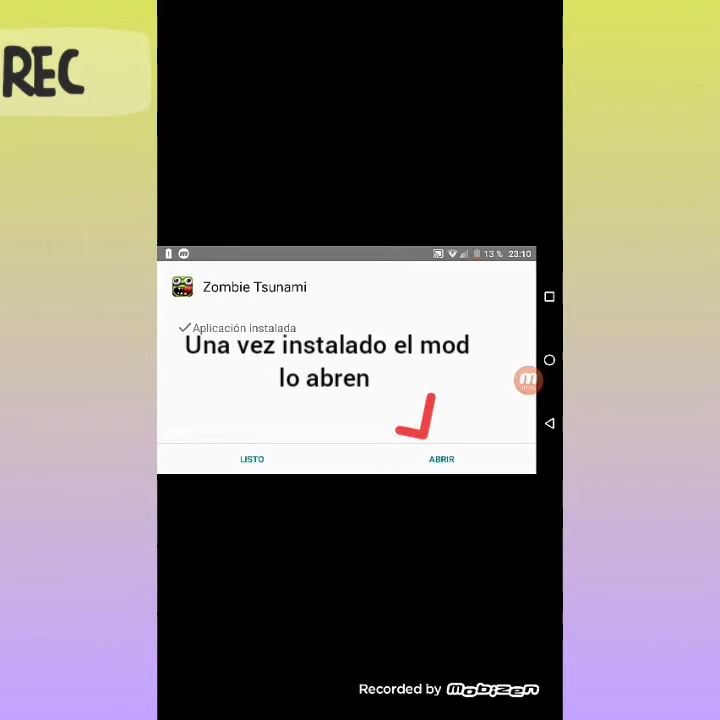 REC
13 % 23:10
Zombie Tsunami
Aplicación instalada
Una vez instalado el mod
lo abren
LISTO ABRIR
Recorded by Mobizen